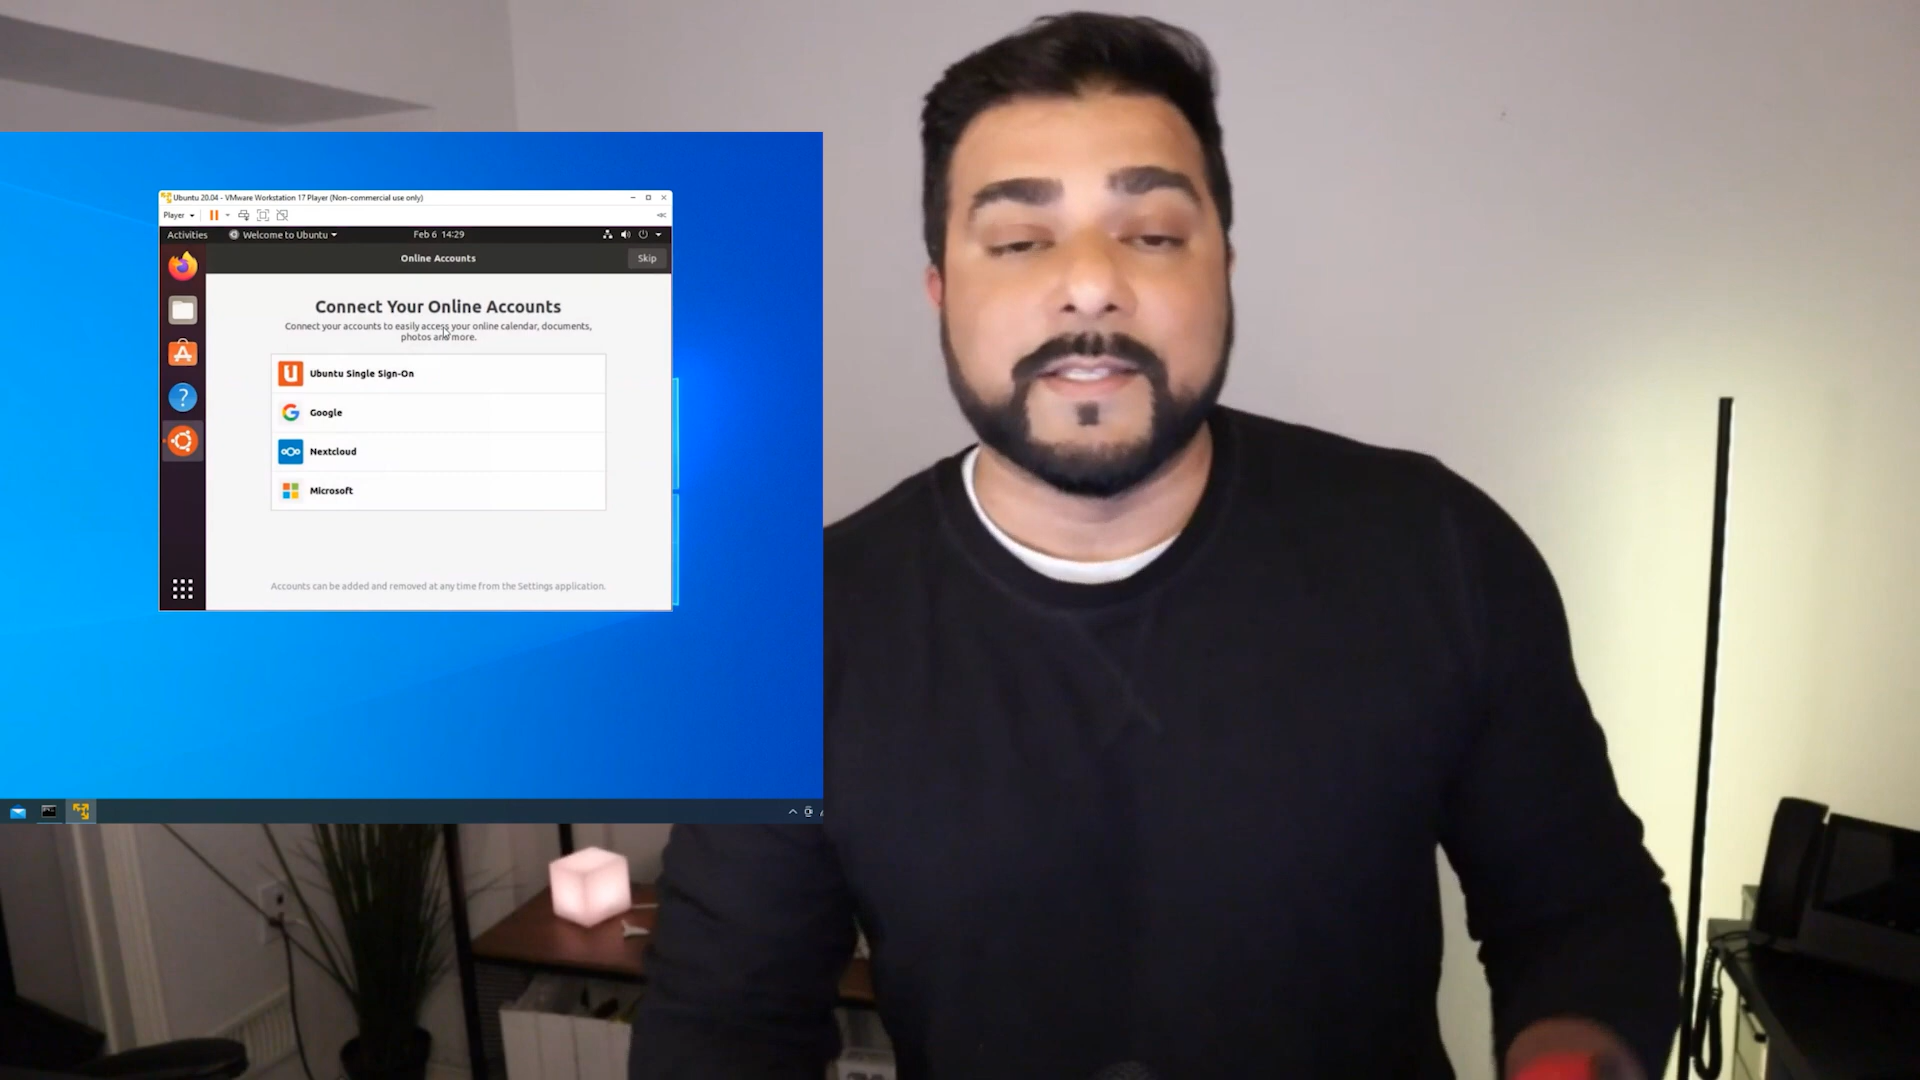 Ubuntu 20.04 - VMware Workstation 17 Player (Non-commercial use only)
Player
Activities Welcome to Ubuntu Feb 6 14:29
Online Accounts Skip
Connect Your Online Accounts
Connect your accounts to easily access your online calendar, documents,
photos and more.
Ubuntu Single Sign-On
Google
Nextcloud
Microsoft
Accounts can be added and removed at any time from the Settings application.